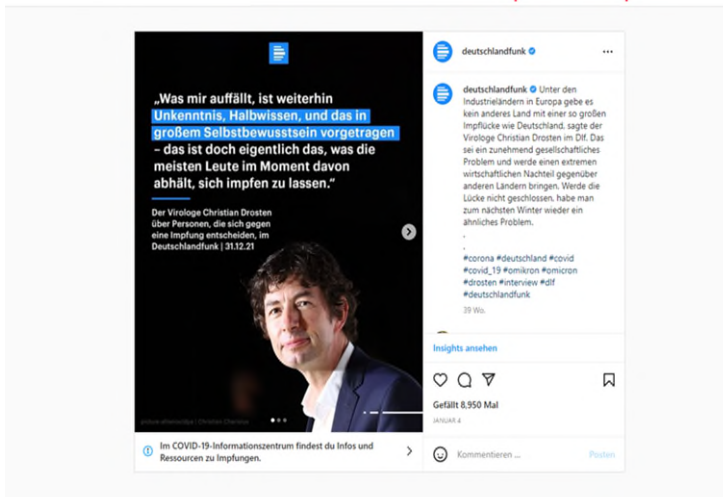 „Was mir auffällt, ist weiterhin
Unkenntnis, Halbwissen, und das in
großem Selbstbewusstsein vorgetragen
– das ist doch eigentlich das, was die
meisten Leute im Moment davon
abhält, sich impfen zu lassen.“
Der Virologe Christian Drosten
über Personen, die sich gegen
eine Impfung entscheiden, im
Deutschlandfunk | 31.12.21
Im COVID-19-Informationszentrum findest du Infos und
Ressourcen zu Impfungen.
deutschlandfunk
deutschlandfunk Unter den
Industrieländern in Europa gebe es
kein anderes Land mit einer so großen
Impflücke wie Deutschland, sagte der
Virologe Christian Drosten im Dlf. Das
sei ein zunehmend gesellschaftliches
Problem und werde einen extremen
wirtschaftlichen Nachteil gegenüber
anderen Ländern bringen. Werde die
Lücke nicht geschlossen, habe man
zum nächsten Winter wieder ein
ähnliches Problem.
.
.
#corona #deutschland #covid
#covid_19 #omikron #omicron
#drosten #interview #dlf
#deutschlandfunk
39 Wo.
Insights ansehen
Gefällt 8,950 Mal
JANUAR 4
Kommentieren ...
Posten